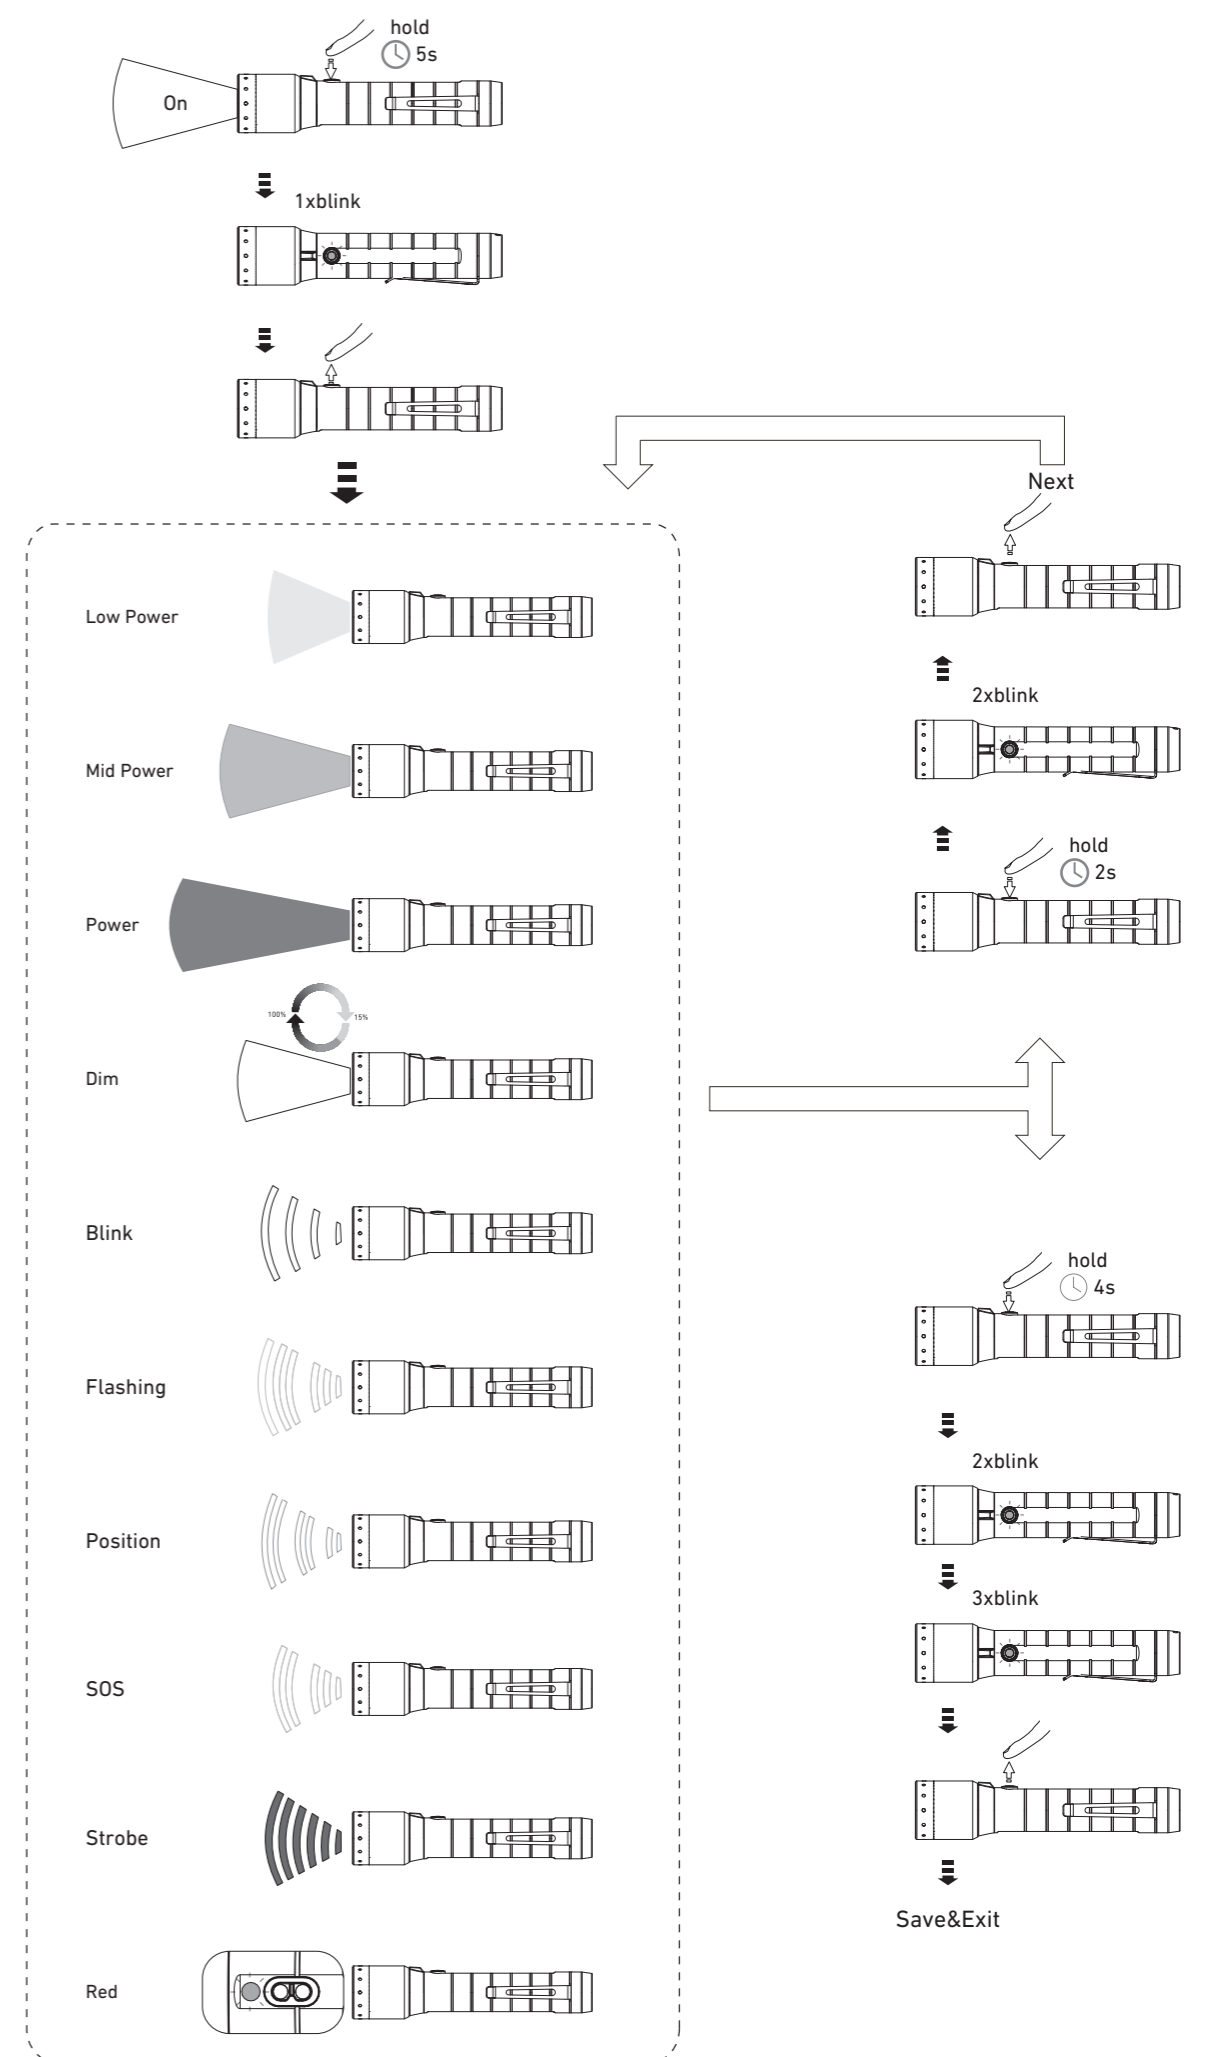 hold
5s
On
1xblink
Next
Low Power
2xblink
Mid Power
hold
2s
Power
100%
15%
Dim
Blink
hold
4s
Flashing
2xblink
Position
3xblink
SOS
Strobe
Save&Exit
Red